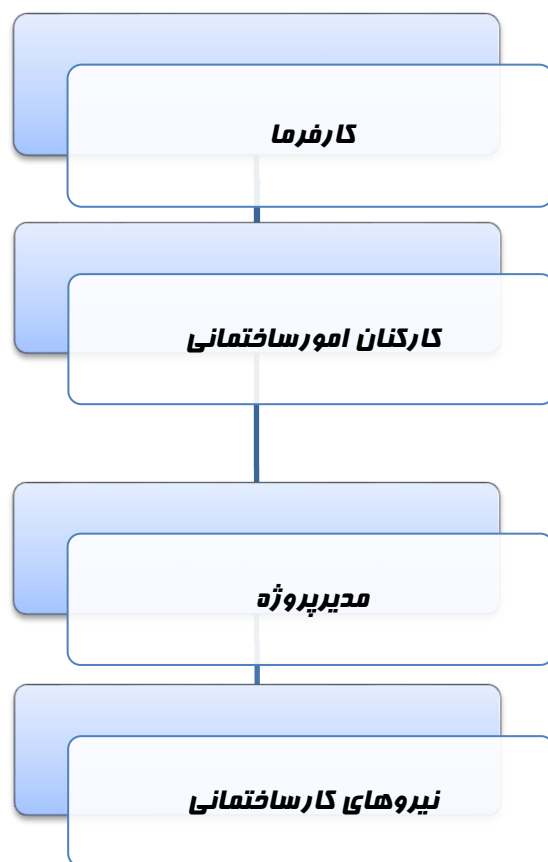 کارفرما
کارکنان امورساختمانی
مدیرپروژه
نیروهای کارساختمانی